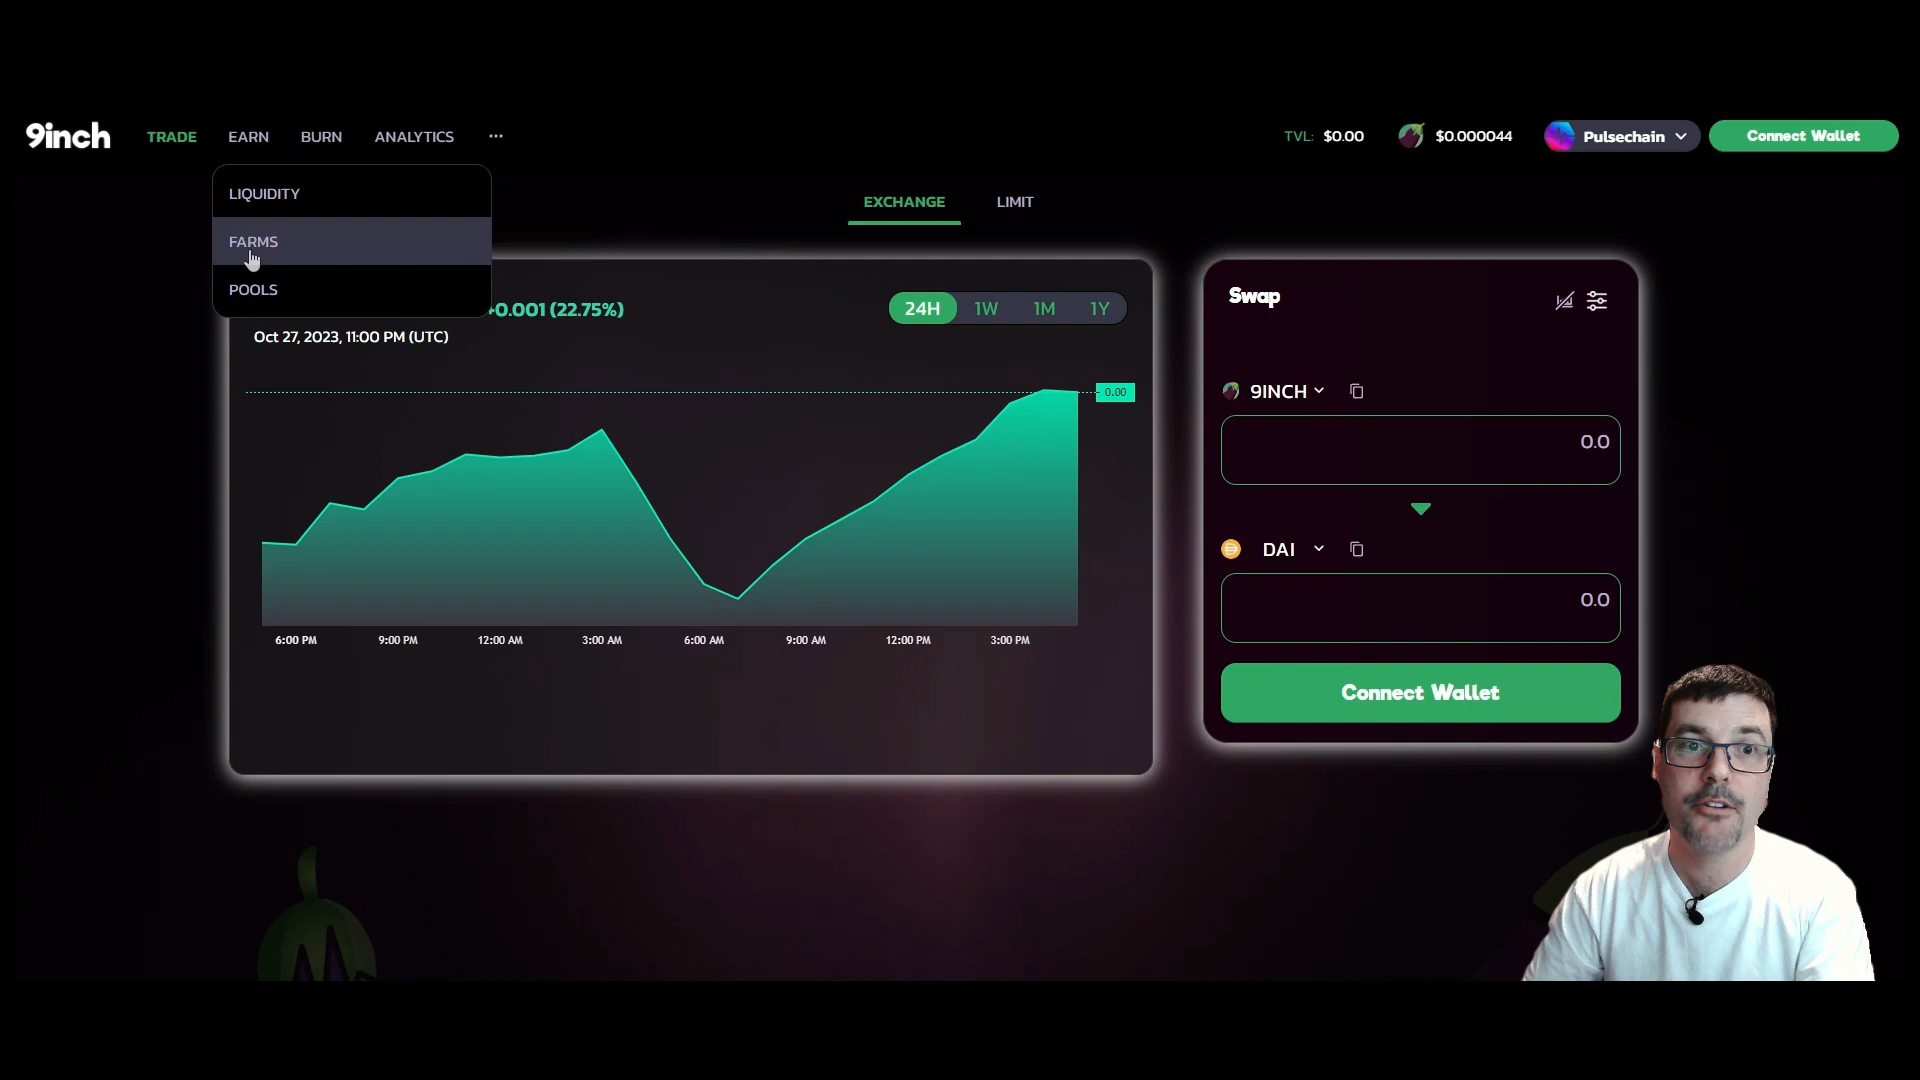 9inch
TRADE
EARN
BURN
ANALYTICS
...
TVL: $0.00
$0.000044
Pulsechain
Connect Wallet
LIQUIDITY
FARMS
POOLS
EXCHANGE
LIMIT
+0.001 (22.75%)
Oct 27, 2023, 11:00 PM (UTC)
24H
1W
1M
1Y
0.00
6:00 PM
9:00 PM
12:00 AM
3:00 AM
6:00 AM
9:00 AM
12:00 PM
3:00 PM
Swap
9INCH
0.0
DAI
0.0
Connect Wallet